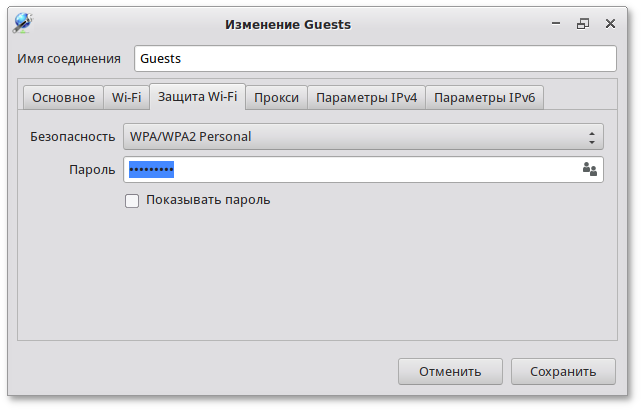 Изменение Guests
Имя соединения Guests
Основное Wi-Fi Защита Wi-Fi Прокси Параметры IPv4 Параметры IPv6
Безопасность WPA/WPA2 Personal
Пароль •••••••••
Показывать пароль
Отменить Сохранить